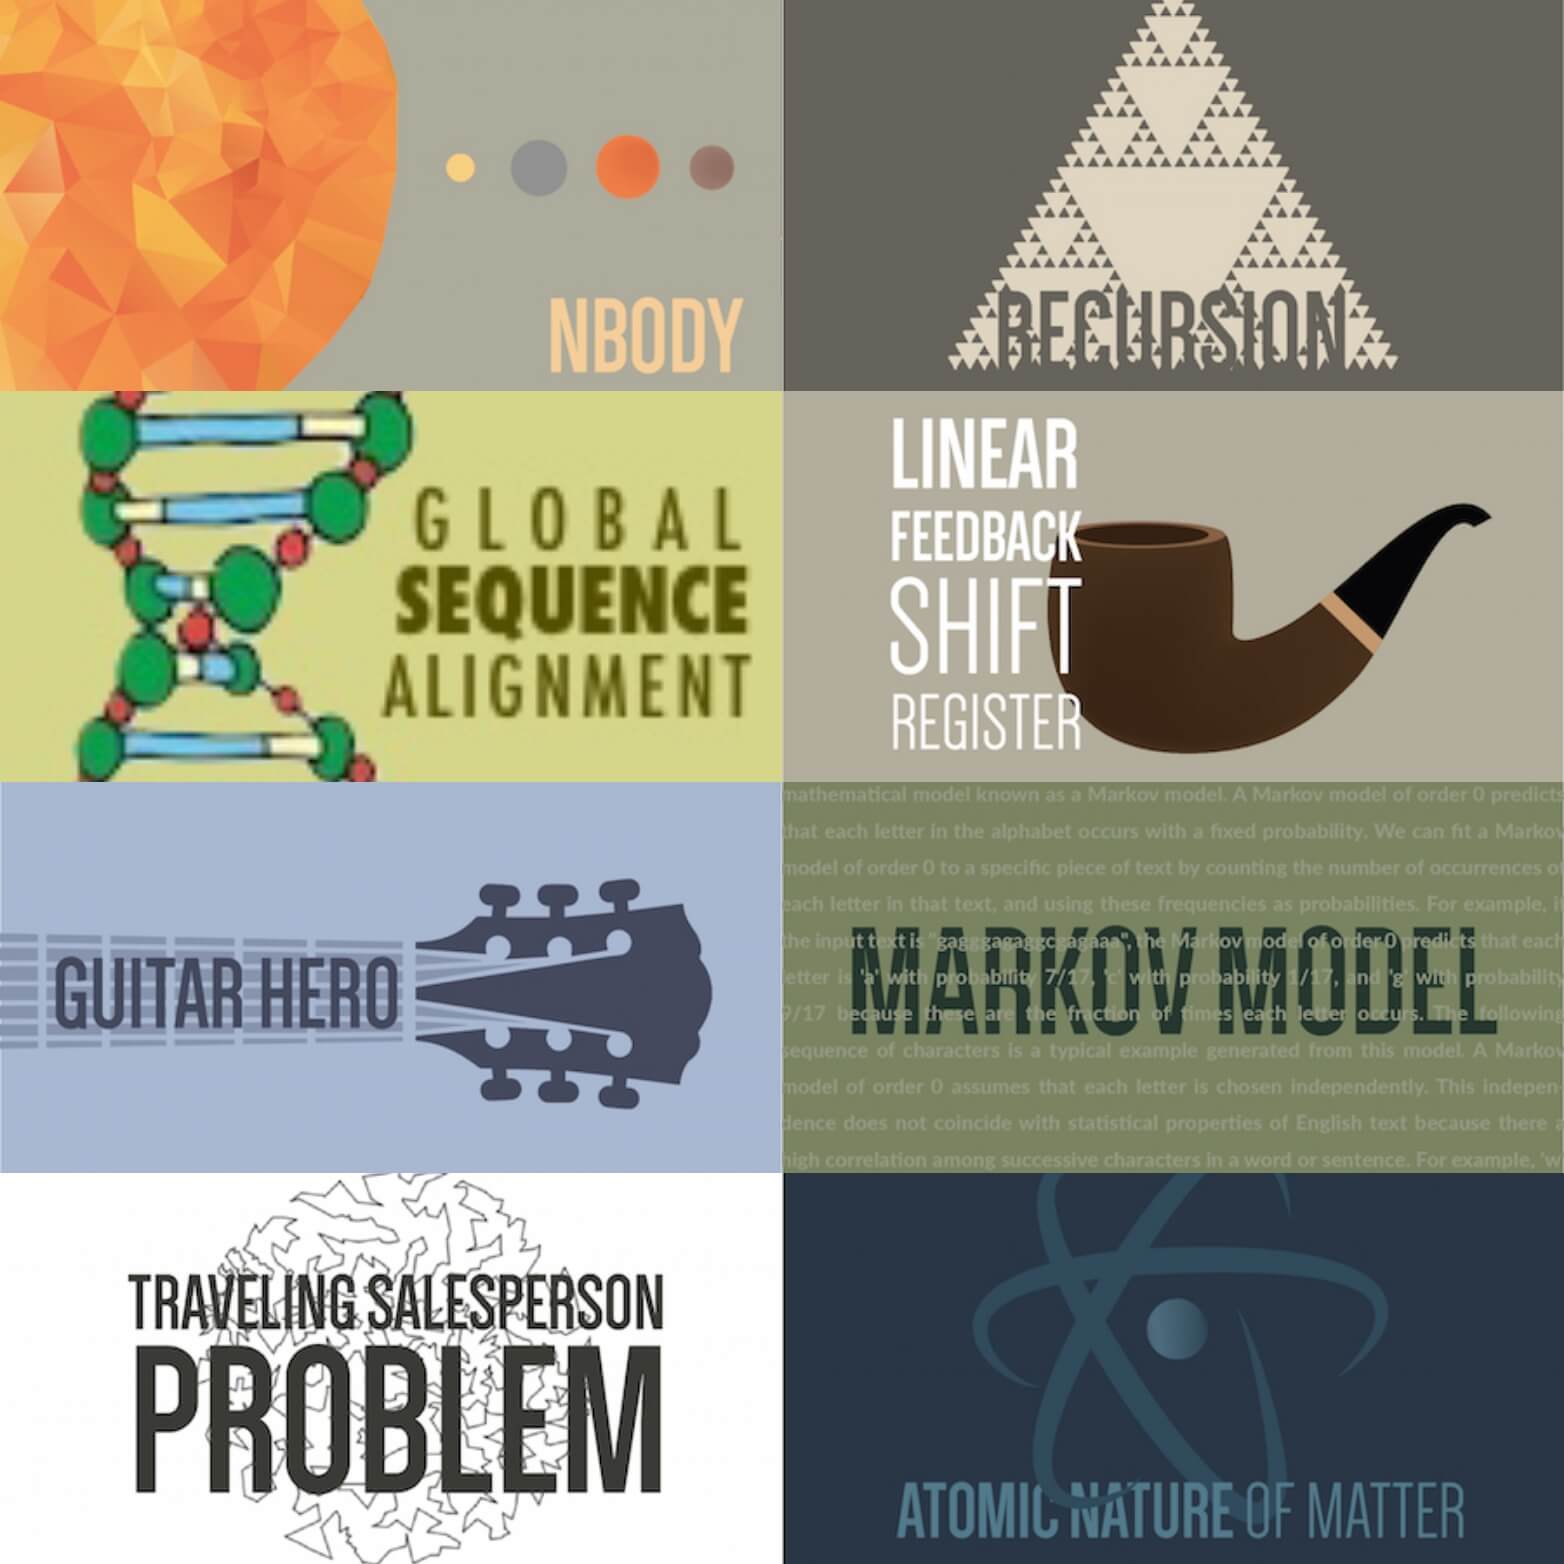 NBODY
RECURSION
GLOBAL
SEQUENCE
ALIGNMENT
LINEAR
FEEDBACK
SHIFT
REGISTER
GUITAR HERO
mathematical model known as a Markov model. A Markov model of order 0 predicts
that each letter in the alphabet occurs with a fixed probability. We can fit a Markov
model of order 0 to a specific piece of text by counting the number of occurrences of
each letter in that text, and using these frequencies as probabilities. For example, if
the input text is "gagggagaggcgagaaa", the Markov model of order 0 predicts that each
letter is 'a' with probability 7/17, 'c' with probability 1/17, and 'g' with probability
9/17 because these are the fraction of times each letter occurs. The following
sequence of characters is a typical example generated from this model. A Markov
model of order 0 assumes that each letter is chosen independently. This indepen-
dence does not coincide with statistical properties of English text because there a
high correlation among successive characters in a word or sentence. For example, 'w
MARKOV MODEL
TRAVELING SALESPERSON
PROBLEM
ATOMIC NATURE OF MATTER